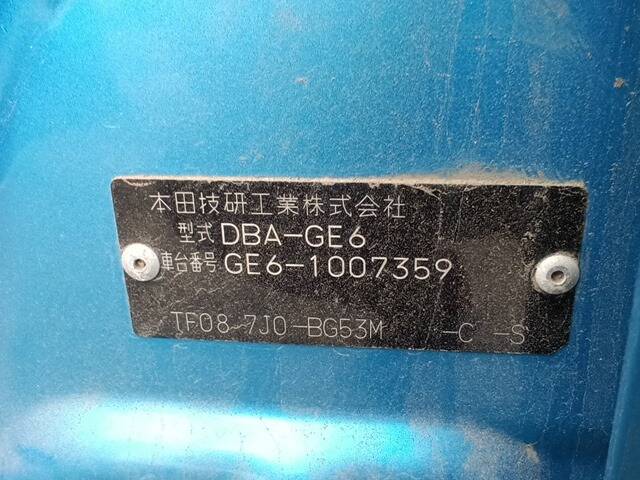 本田技研工業株式会社
型式 DBA-GE6
車台番号 GE6-1007359
TF08-7J0-BG53M -C -S